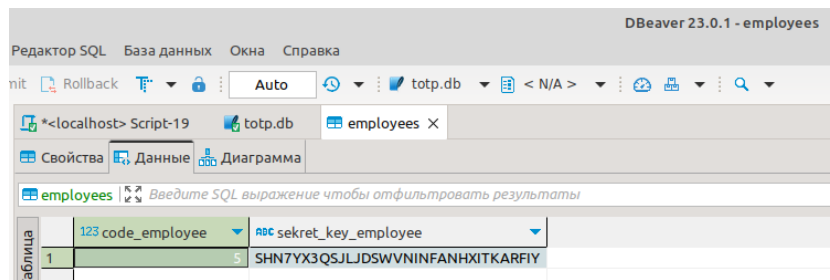 DBeaver 23.0.1 - employees
Редактор SQL База данных Окна Справка
mit Rollback Auto totp.db < N/A >
*<localhost> Script-19 totp.db employees
Свойства Данные Диаграмма
employees Введите SQL выражение чтобы отфильтровать результаты
123 code_employee ABC sekret_key_employee
1 5 SHN7YX3QSJLJDSWVNINFANHXITKARFIY
аблица